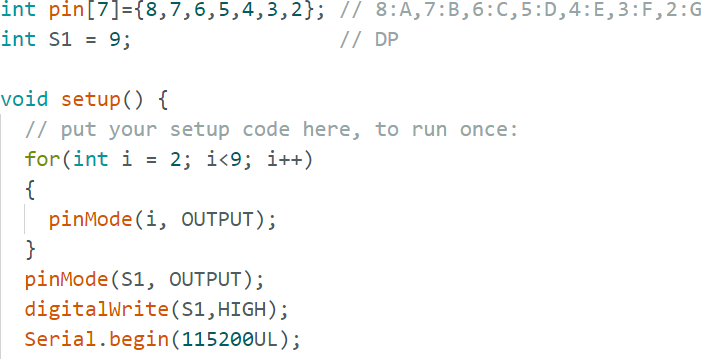 int pin[7]={8,7,6,5,4,3,2}; // 8:A,7:B,6:C,5:D,4:E,3:F,2:G
int S1 = 9;                 // DP

void setup() {
  // put your setup code here, to run once:
  for(int i = 2; i<9; i++)
  {
    pinMode(i, OUTPUT);
  }
  pinMode(S1, OUTPUT);
  digitalWrite(S1,HIGH);
  Serial.begin(115200UL);